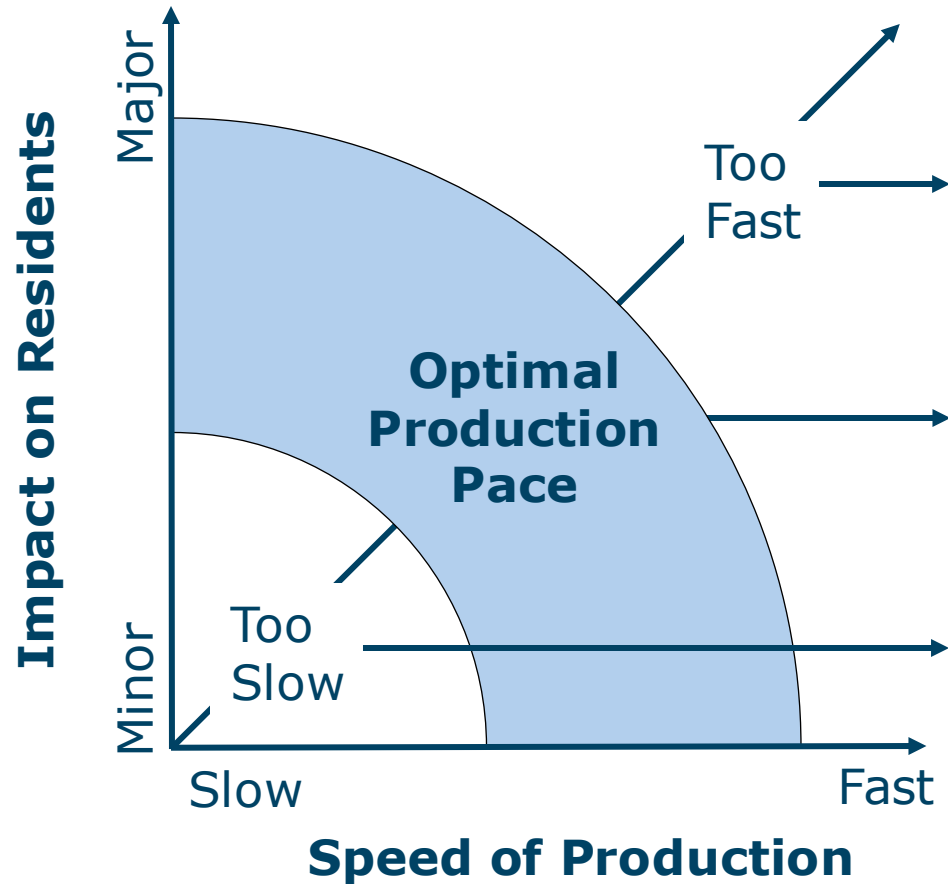 Impact on Residents
Major
Minor
Too
Fast
Optimal
Production
Pace
Too
Slow
Slow
Fast
Speed of Production